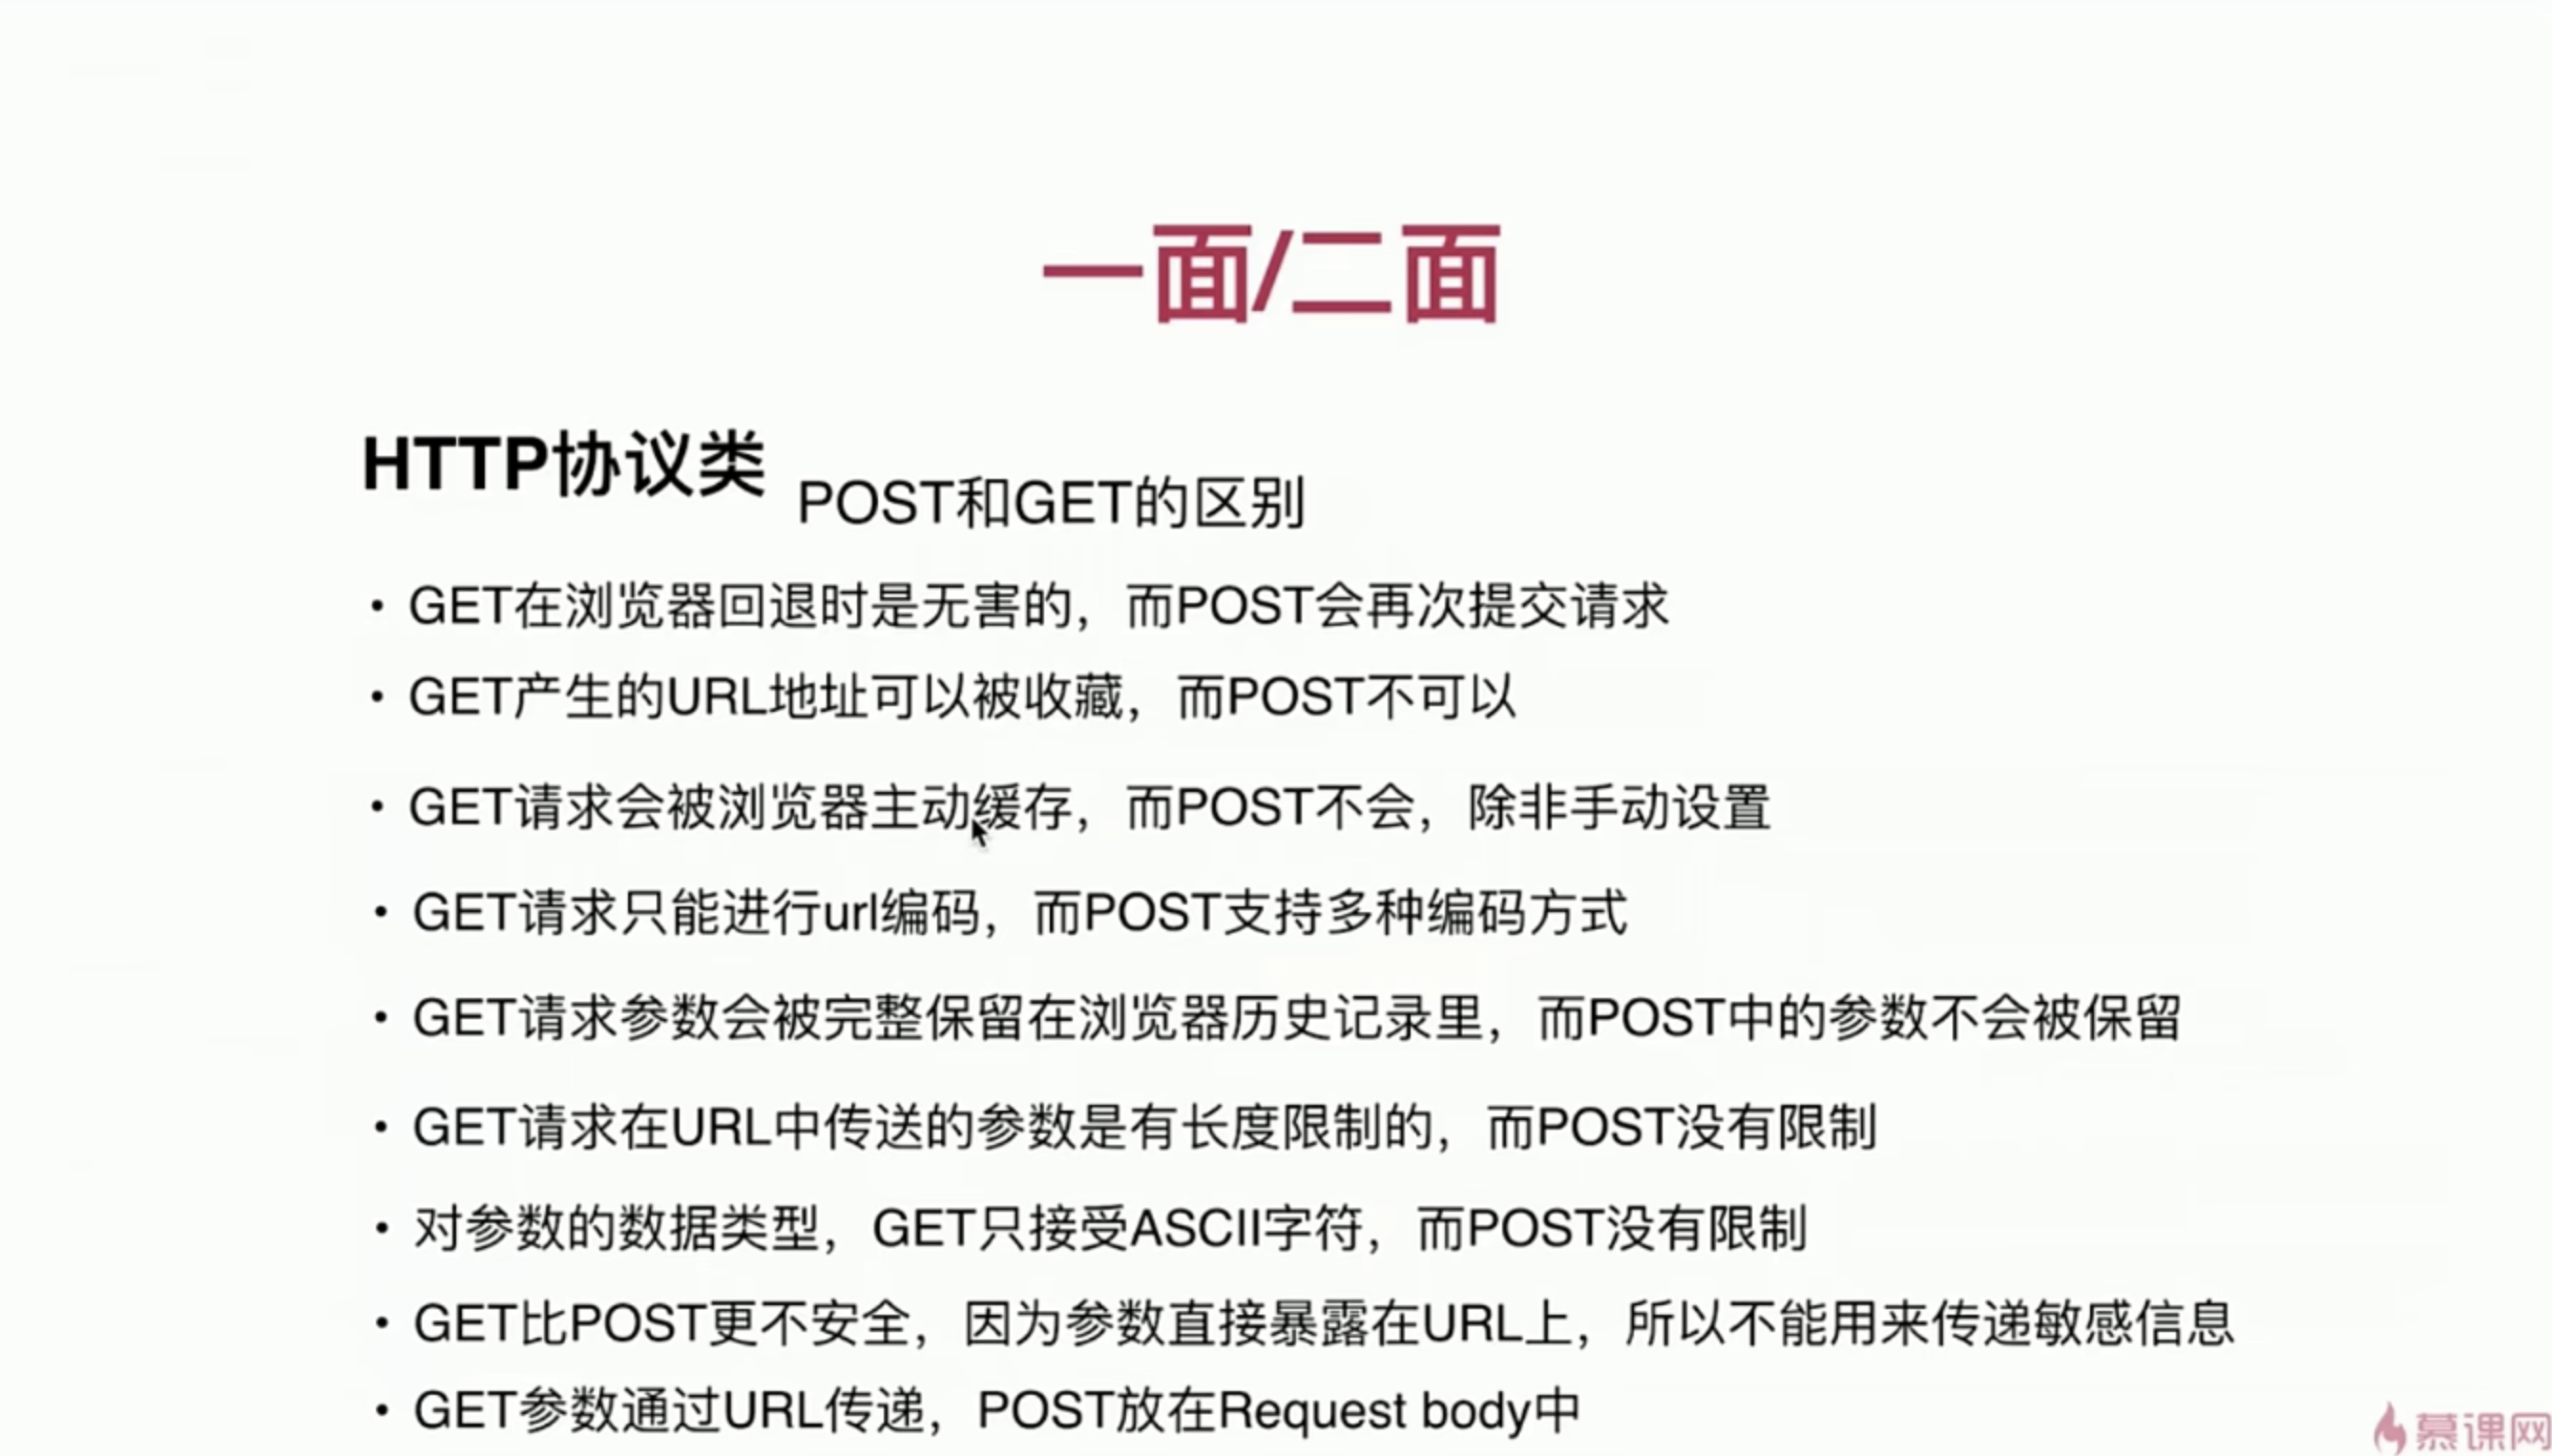 一面/二面
HTTP协议类
POST和GET的区别
• GET在浏览器回退时是无害的，而POST会再次提交请求
• GET产生的URL地址可以被收藏，而POST不可以
• GET请求会被浏览器主动缓存，而POST不会，除非手动设置
• GET请求只能进行url编码，而POST支持多种编码方式
• GET请求参数会被完整保留在浏览器历史记录里，而POST中的参数不会被保留
• GET请求在URL中传送的参数是有长度限制的，而POST没有限制
• 对参数的数据类型，GET只接受ASCII字符，而POST没有限制
• GET比POST更不安全，因为参数直接暴露在URL上，所以不能用来传递敏感信息
• GET参数通过URL传递，POST放在Request body中
慕课网